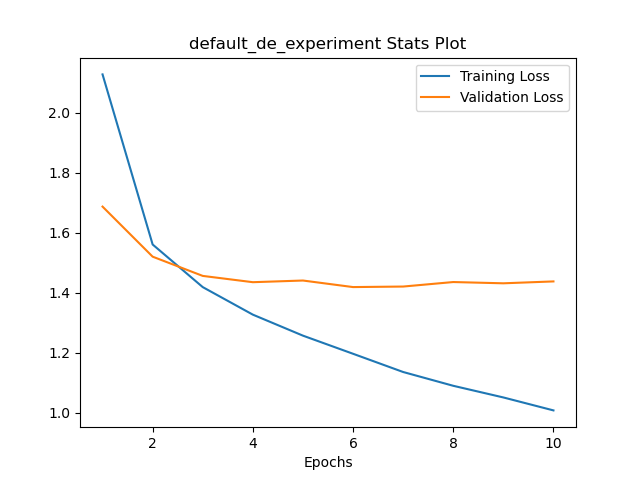 default_de_experiment Stats Plot
Training Loss
Validation Loss
2.0
1.8
1.6
1.4
1.2
1.0
2 4 6 8 10
Epochs